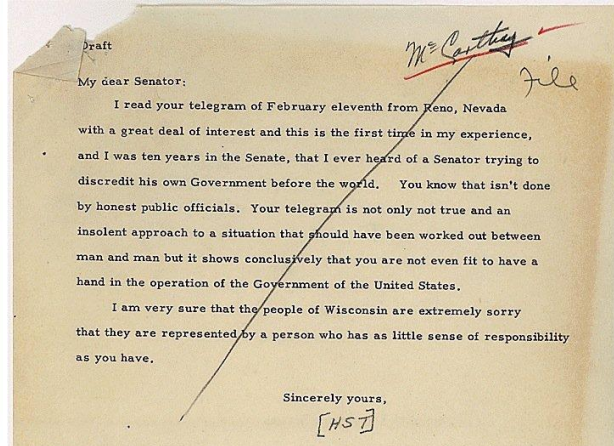 Draft
Mc Carthy
File
My dear Senator:
I read your telegram of February eleventh from Reno, Nevada
with a great deal of interest and this is the first time in my experience,
and I was ten years in the Senate, that I ever heard of a Senator trying to
discredit his own Government before the world. You know that isn't done
by honest public officials. Your telegram is not only not true and an
insolent approach to a situation that should have been worked out between
man and man but it shows conclusively that you are not even fit to have a
hand in the operation of the Government of the United States.
I am very sure that the people of Wisconsin are extremely sorry
that they are represented by a person who has as little sense of responsibility
as you have.
Sincerely yours,
[HST]